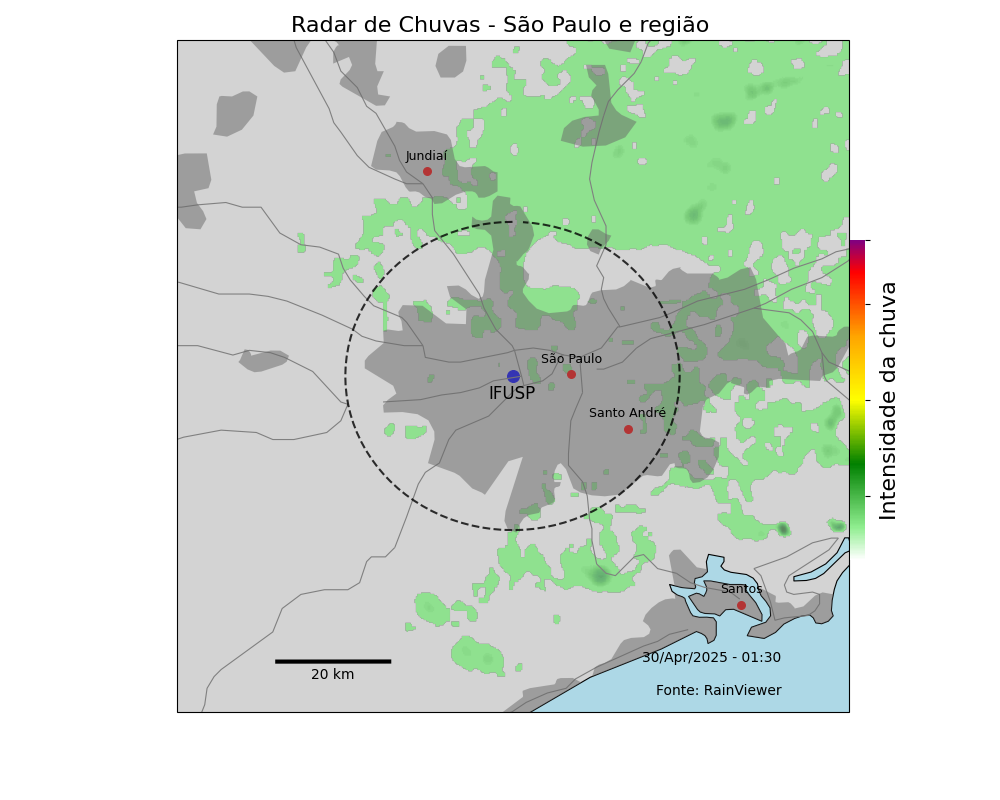 Radar de Chuvas - São Paulo e região
Jundiaí
São Paulo
IFUSP
Santo André
Santos
20 km
30/Apr/2025 - 01:30
Fonte: RainViewer
Intensidade da chuva